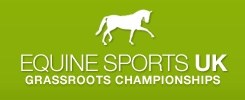 EQUINE SPORTS UK
GRASSROOTS CHAMPIONSHIPS